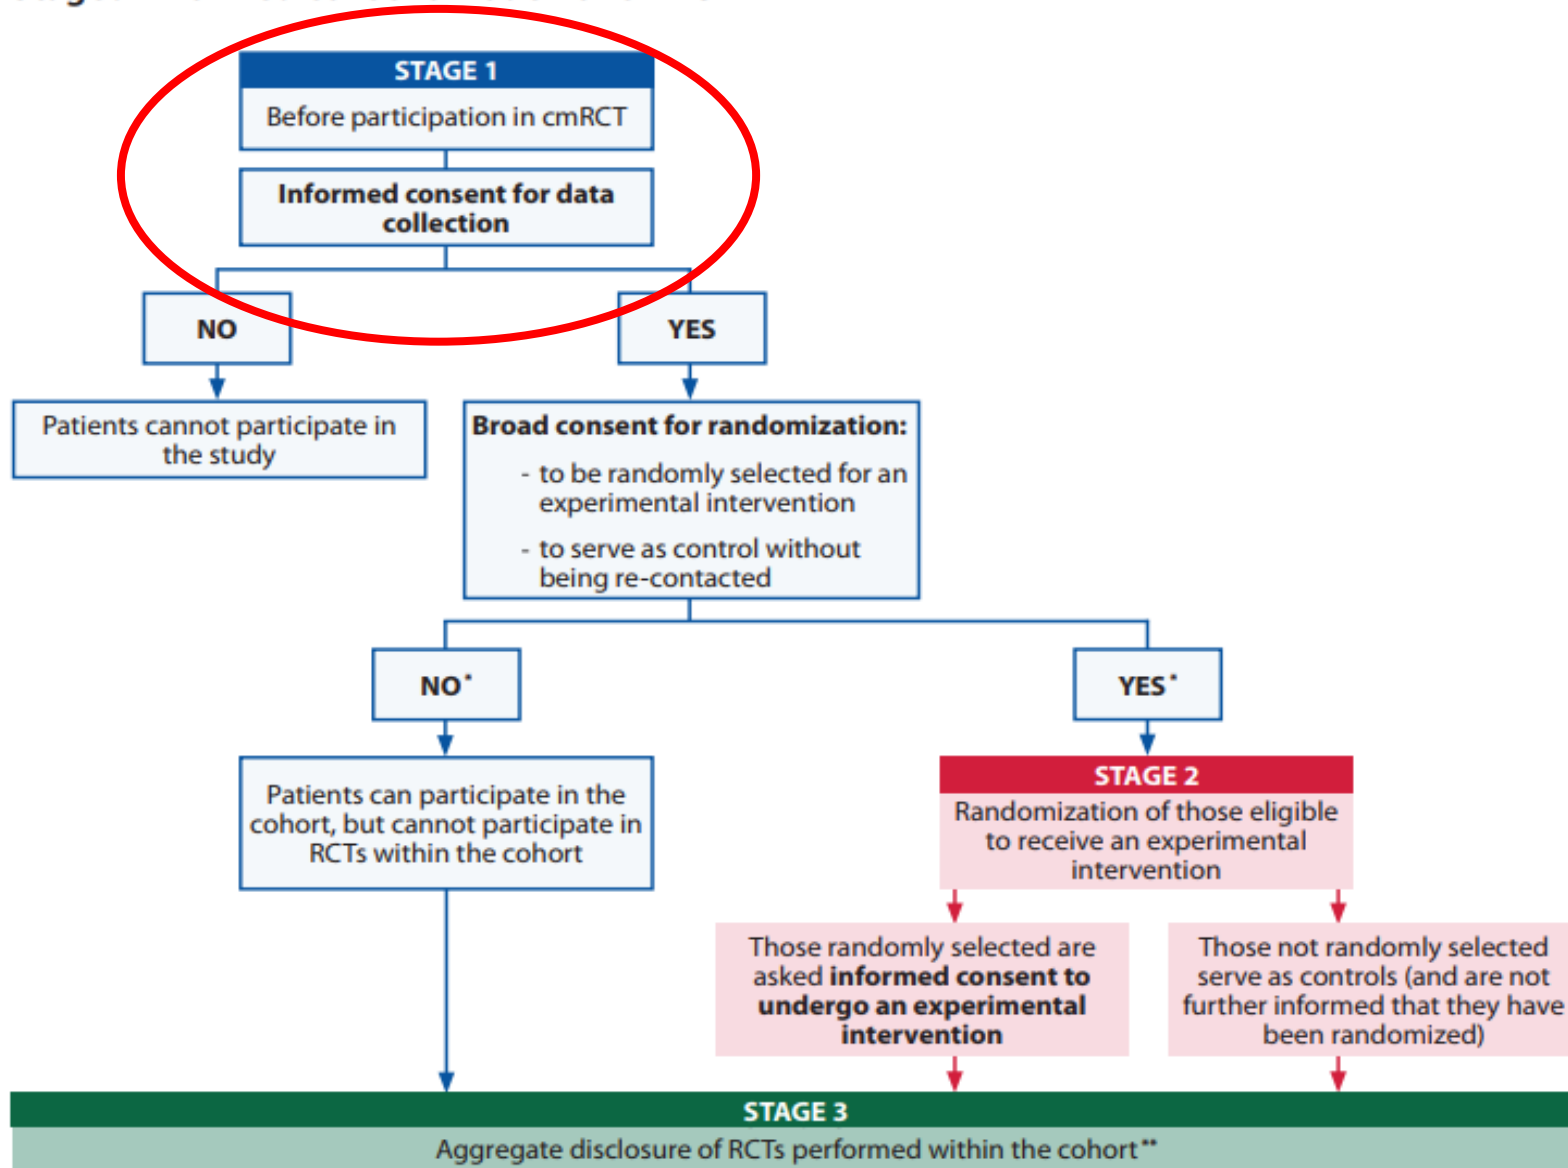 STAGE 1
Before participation in cmRCT
Informed consent for data
collection
NO
YES
Patients cannot participate in
the study
Broad consent for randomization:
- to be randomly selected for an
experimental intervention
- to serve as control without
being re-contacted
NO*
YES*
Patients can participate in the
cohort, but cannot participate in
RCTs within the cohort
STAGE 2
Randomization of those eligible
to receive an experimental
intervention
Those randomly selected are
asked informed consent to
undergo an experimental
intervention
Those not randomly selected
serve as controls (and are not
further informed that they have
been randomized)
STAGE 3
Aggregate disclosure of RCTs performed within the cohort**